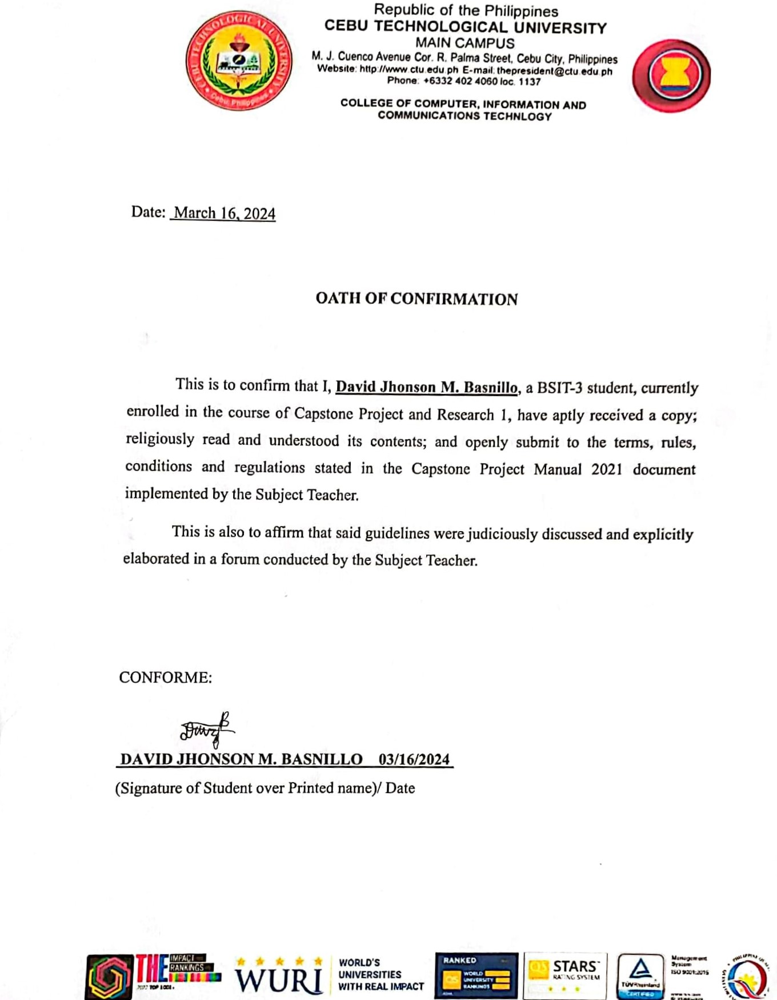 Republic of the Philippines
CEBU TECHNOLOGICAL UNIVERSITY
MAIN CAMPUS
M. J. Cuenco Avenue Cor. R. Palma Street, Cebu City, Philippines
Website: http://www.ctu.edu.ph E-mail: thepresident@ctu.edu.ph
Phone: +6332 402 4060 loc. 1137
COLLEGE OF COMPUTER, INFORMATION AND
COMMUNICATIONS TECHNLOGY
CEBU TECHNOLOGICAL UNIVERSITY
Cebu, Philippines
Date: March 16, 2024
OATH OF CONFIRMATION
This is to confirm that I, David Jhonson M. Basnillo, a BSIT-3 student, currently
enrolled in the course of Capstone Project and Research 1, have aptly received a copy;
religiously read and understood its contents; and openly submit to the terms, rules,
conditions and regulations stated in the Capstone Project Manual 2021 document
implemented by the Subject Teacher.
This is also to affirm that said guidelines were judiciously discussed and explicitly
elaborated in a forum conducted by the Subject Teacher.
CONFORME:
DAVID JHONSON M. BASNILLO 03/16/2024
(Signature of Student over Printed name)/ Date
THE IMPACT
RANKINGS
WURI
WORLD'S
UNIVERSITIES
WITH REAL IMPACT
RANKED
QS WORLD
UNIVERSITY
RANKINGS
QS STARS
RATING SYSTEM
TÜVRheinland
CERTIFIED
Management
System
ISO 9001:2015